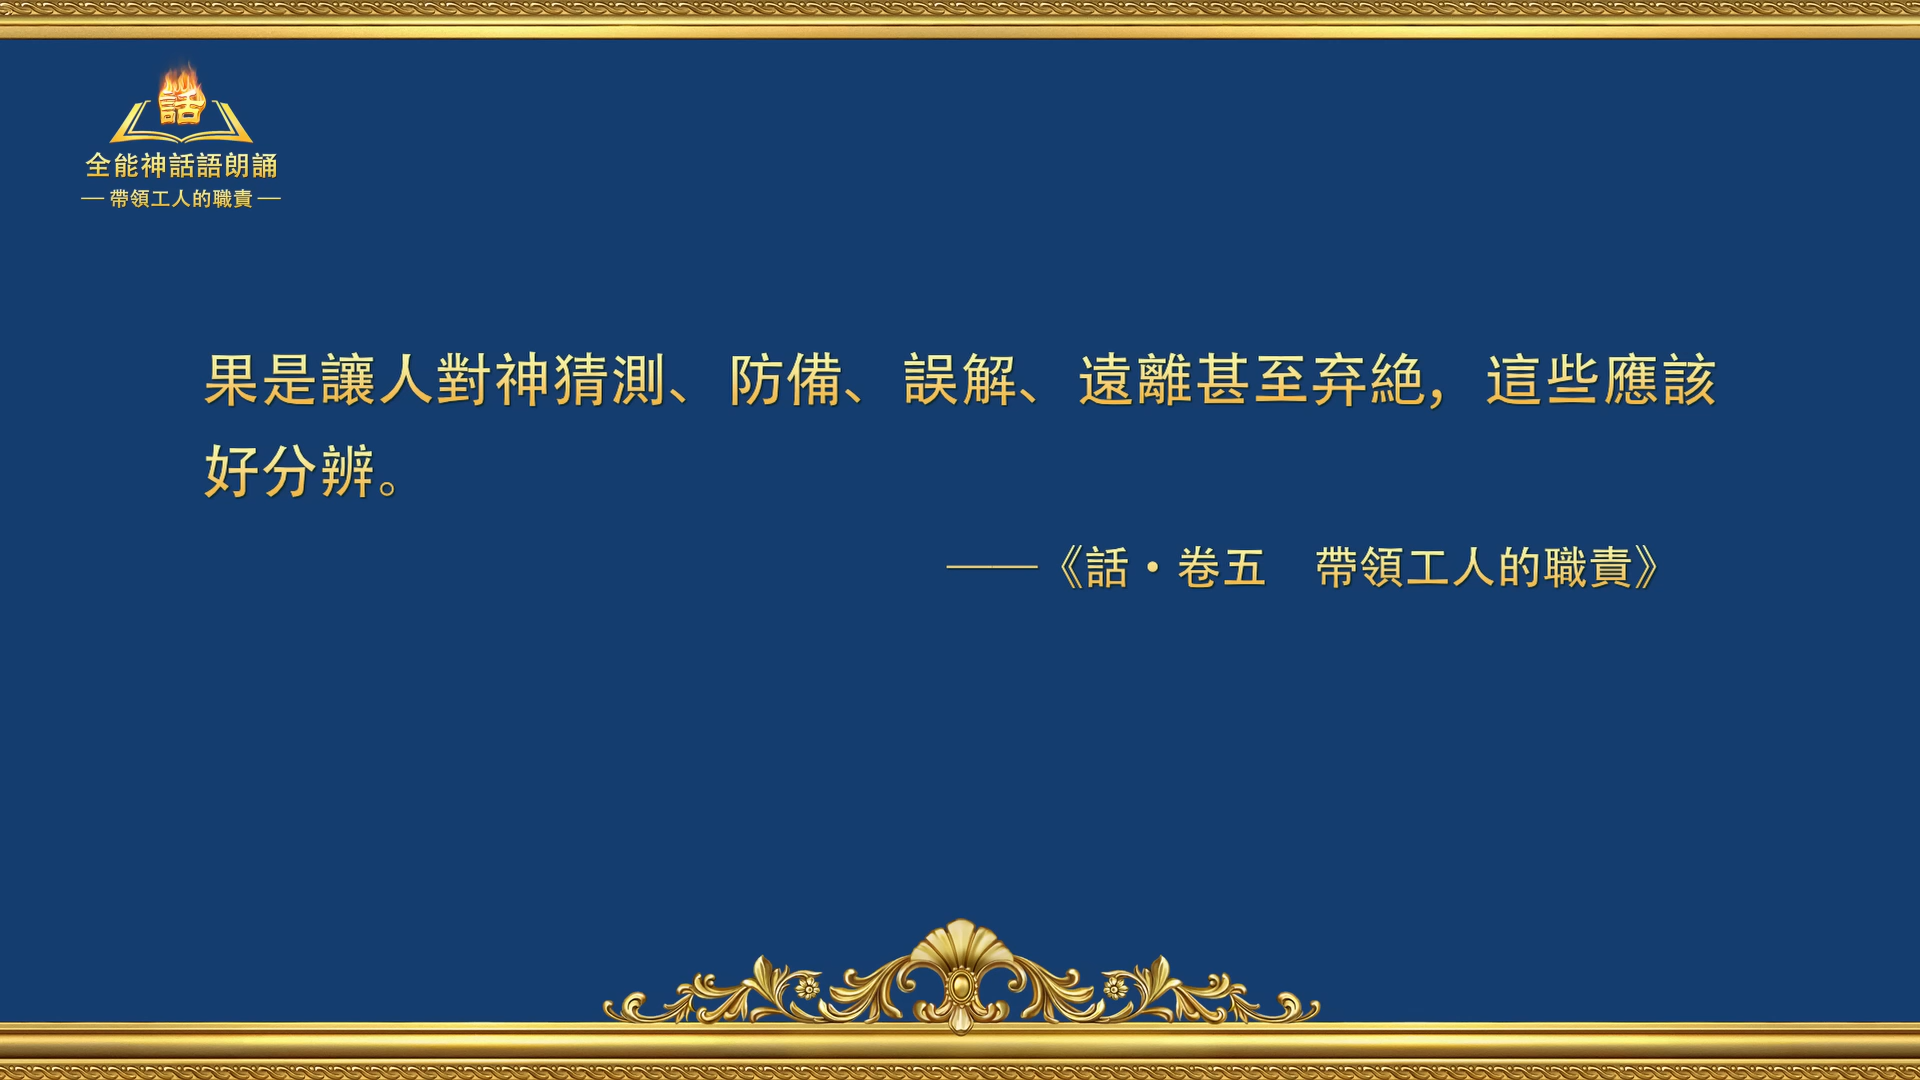 話
全能神話語朗誦
— 帶領工人的職責 —
果是讓人對神猜測、防備、誤解、遠離甚至弃絶，這些應該
好分辨。
——《話・卷五　帶領工人的職責》